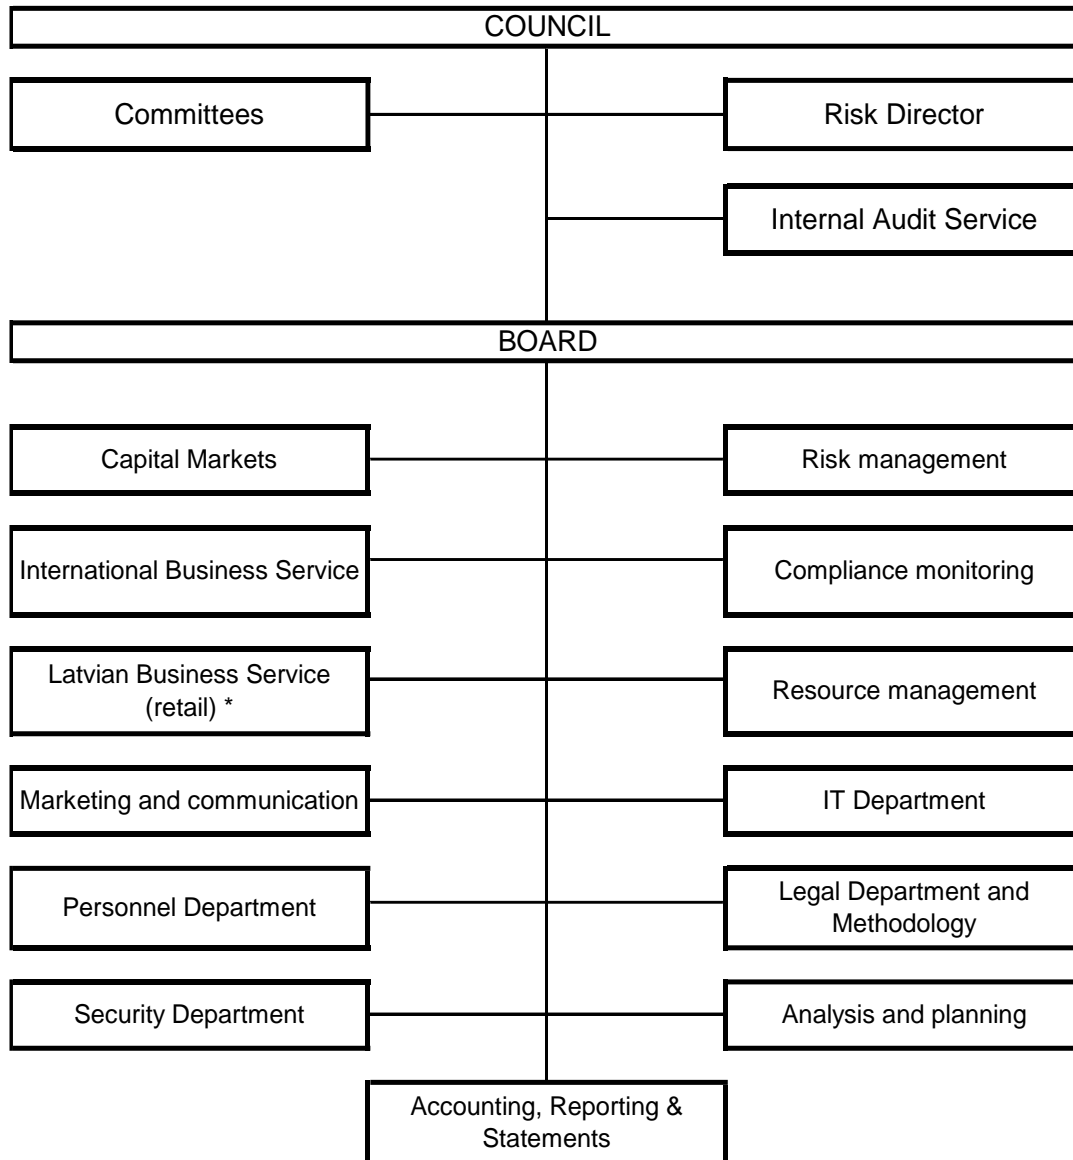 COUNCIL
Committees
Risk Director
Internal Audit Service
BOARD
Capital Markets
Risk management
International Business Service
Compliance monitoring
Latvian Business Service
(retail) *
Resource management
Marketing and communication
IT Department
Personnel Department
Legal Department and
Methodology
Security Department
Analysis and planning
Accounting, Reporting &
Statements